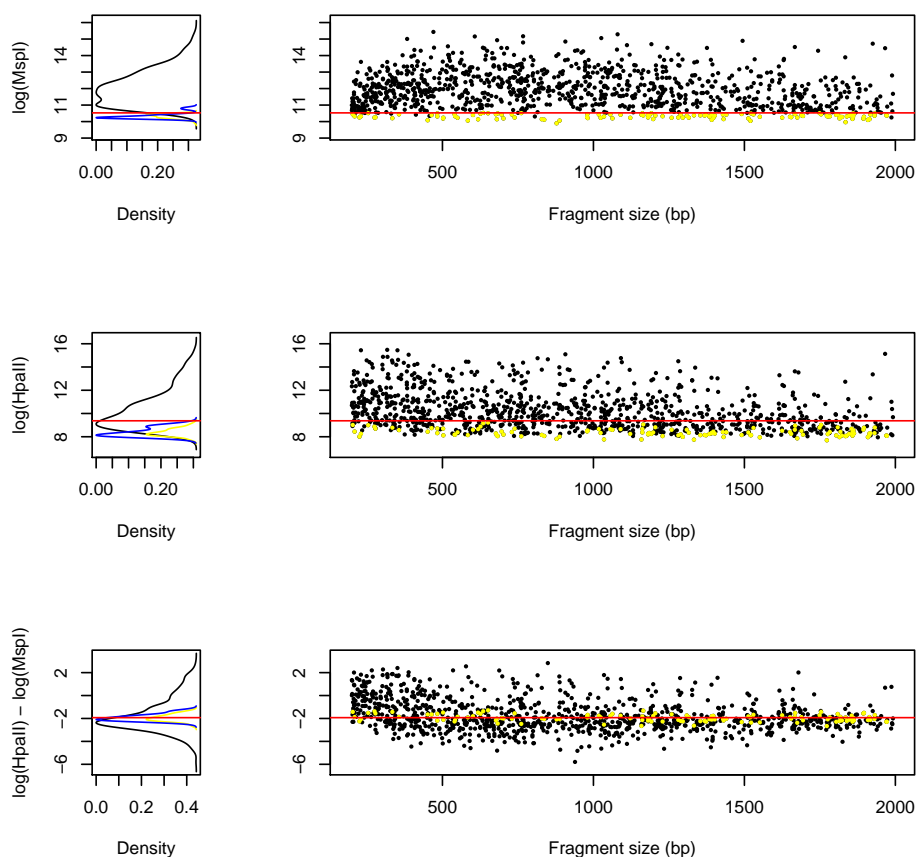 log(MspI)
9 11 14
0.00 0.20
Density
500 1000 1500 2000
Fragment size (bp)
log(HpaII)
8 12 16
0.00 0.20
Density
8 12 16
500 1000 1500 2000
Fragment size (bp)
log(HpaII) − log(MspI)
−6 −2 2
0.0 0.2 0.4
Density
−6 −2 2
500 1000 1500 2000
Fragment size (bp)